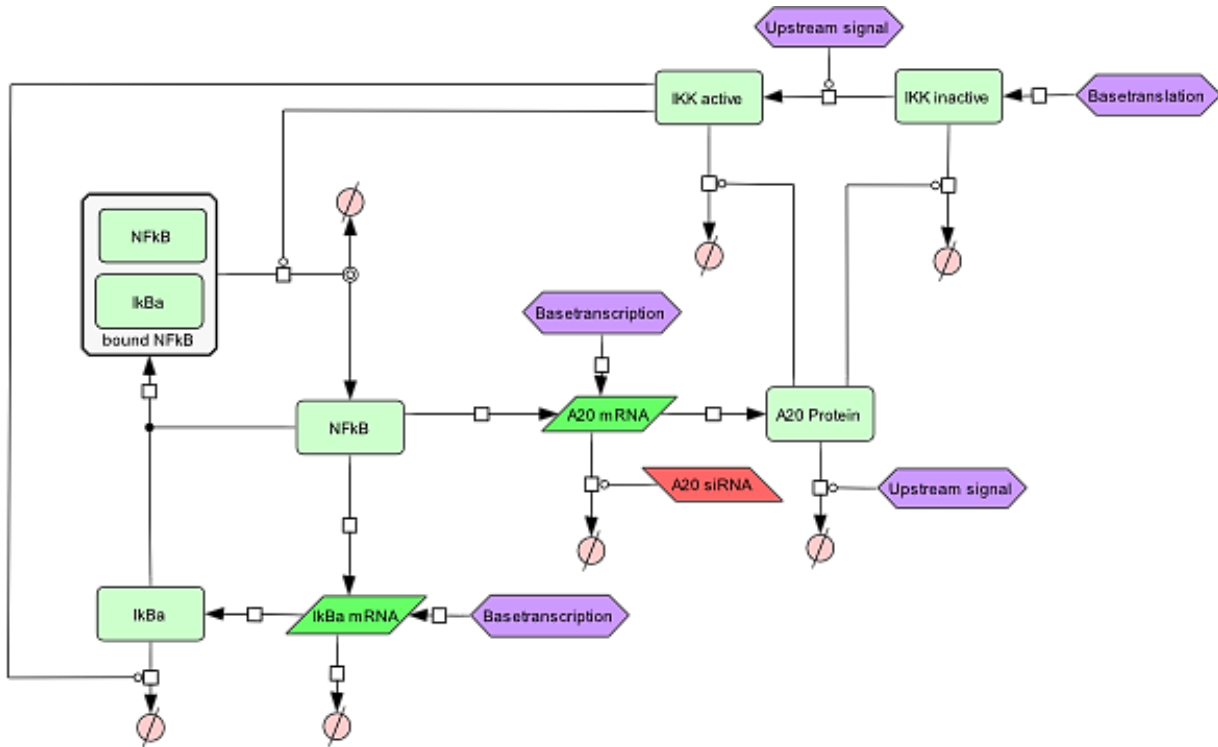 Upstream signal
IKK active
IKK inactive
Basetranslation
NFkB
IkBa
bound NFkB
Basetranscription
NFkB
A20 mRNA
A20 Protein
A20 siRNA
Upstream signal
IkBa
IkBa mRNA
Basetranscription